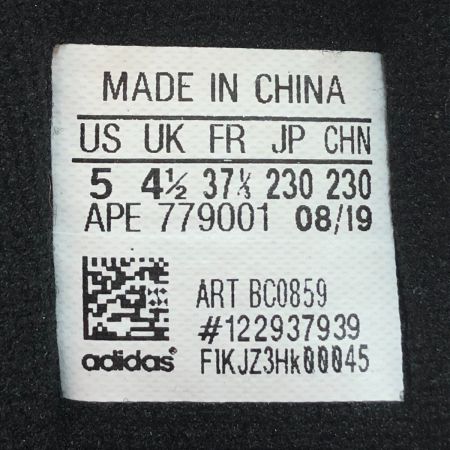 MADE IN CHINA
US UK FR JP CHN
5 4½ 37⅓ 230 230
APE 779001 08/19
ART BC0859
#122937939
adidas FIKJZ3Hk00045